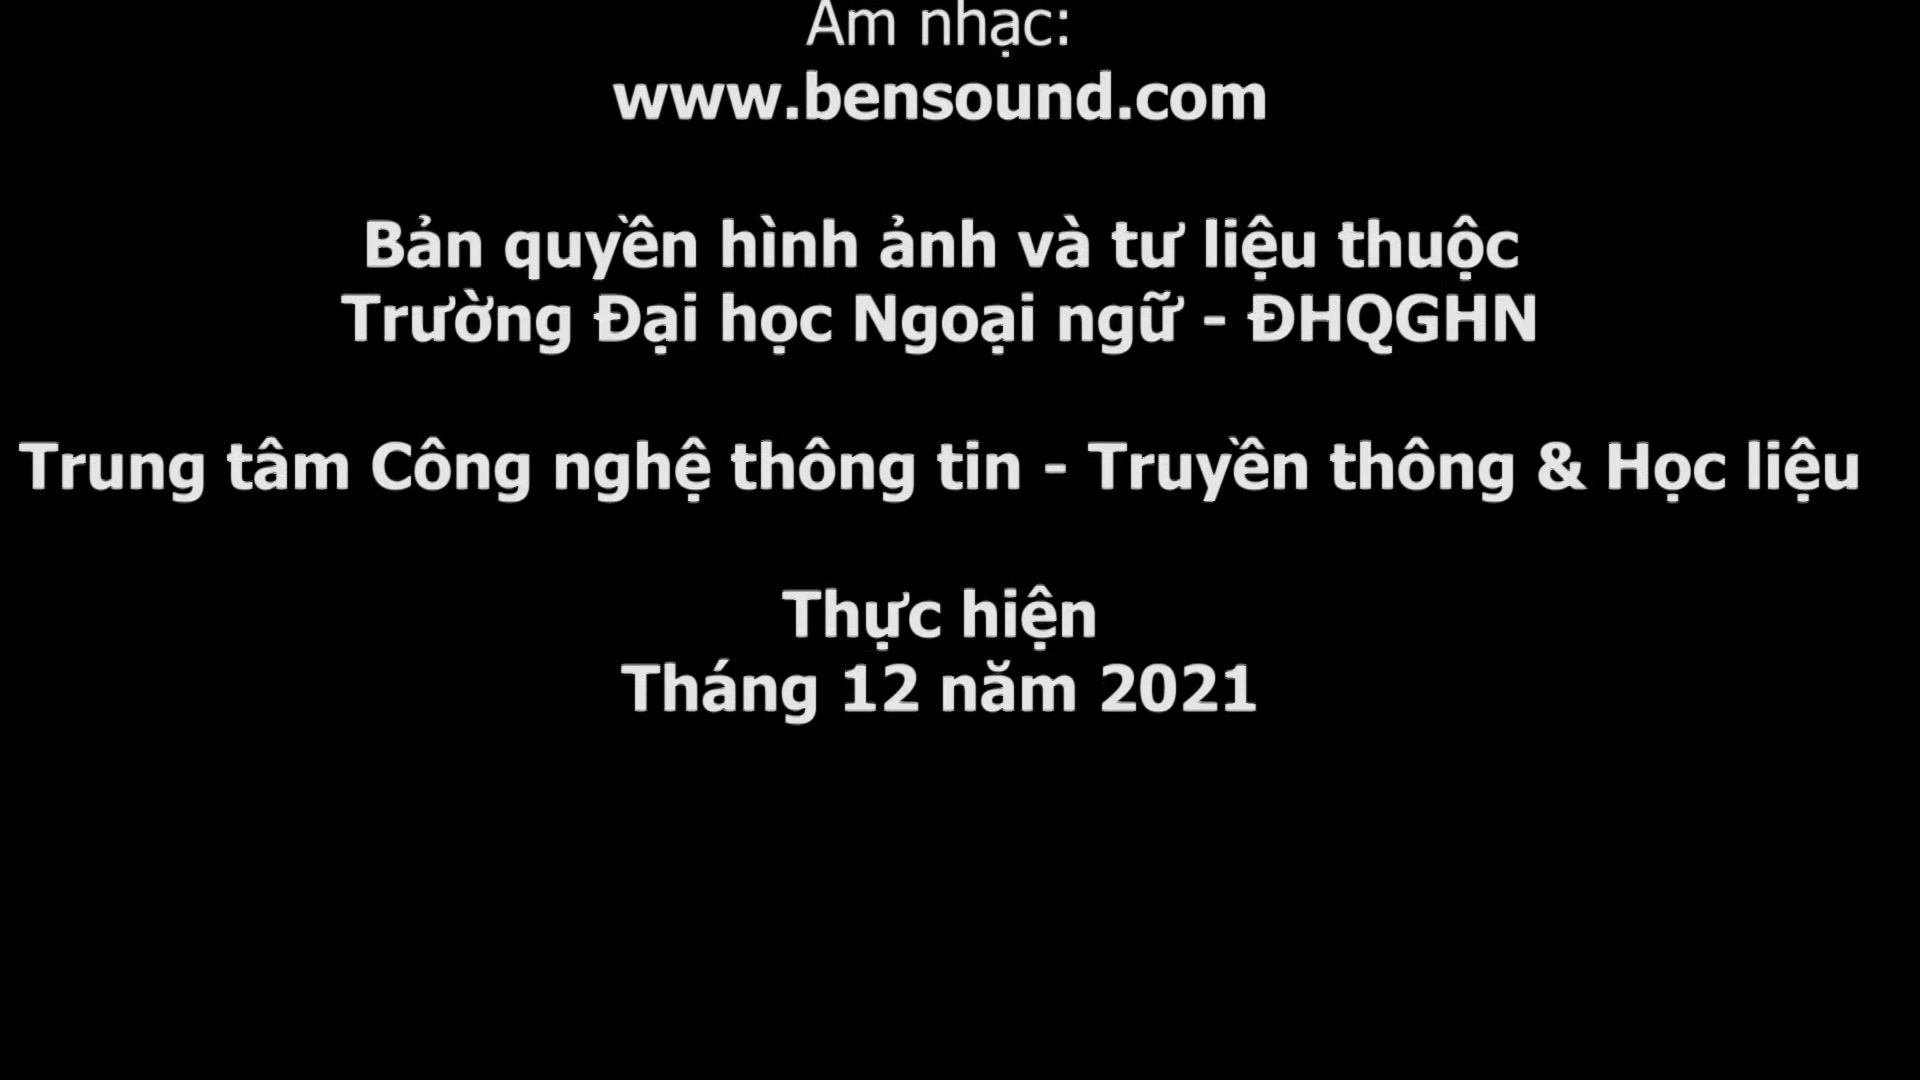 Âm nhạc:
www.bensound.com
Bản quyền hình ảnh và tư liệu thuộc
Trường Đại học Ngoại ngữ - ĐHQGHN
Trung tâm Công nghệ thông tin - Truyền thông & Học liệu
Thực hiện
Tháng 12 năm 2021